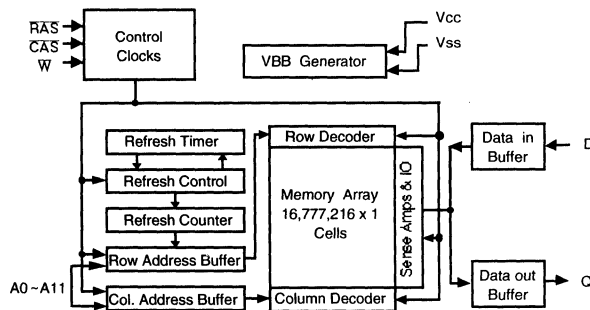 RAS
CAS
W
Control
Clocks
Vcc
Vss
VBB Generator
Refresh Timer
Refresh Control
Refresh Counter
Row Address Buffer
Col. Address Buffer
A0~A11
Row Decoder
Memory Array
16,777,216 x 1
Cells
Sense Amps & IO
Column Decoder
Data in
Buffer
D
Data out
Buffer
Q